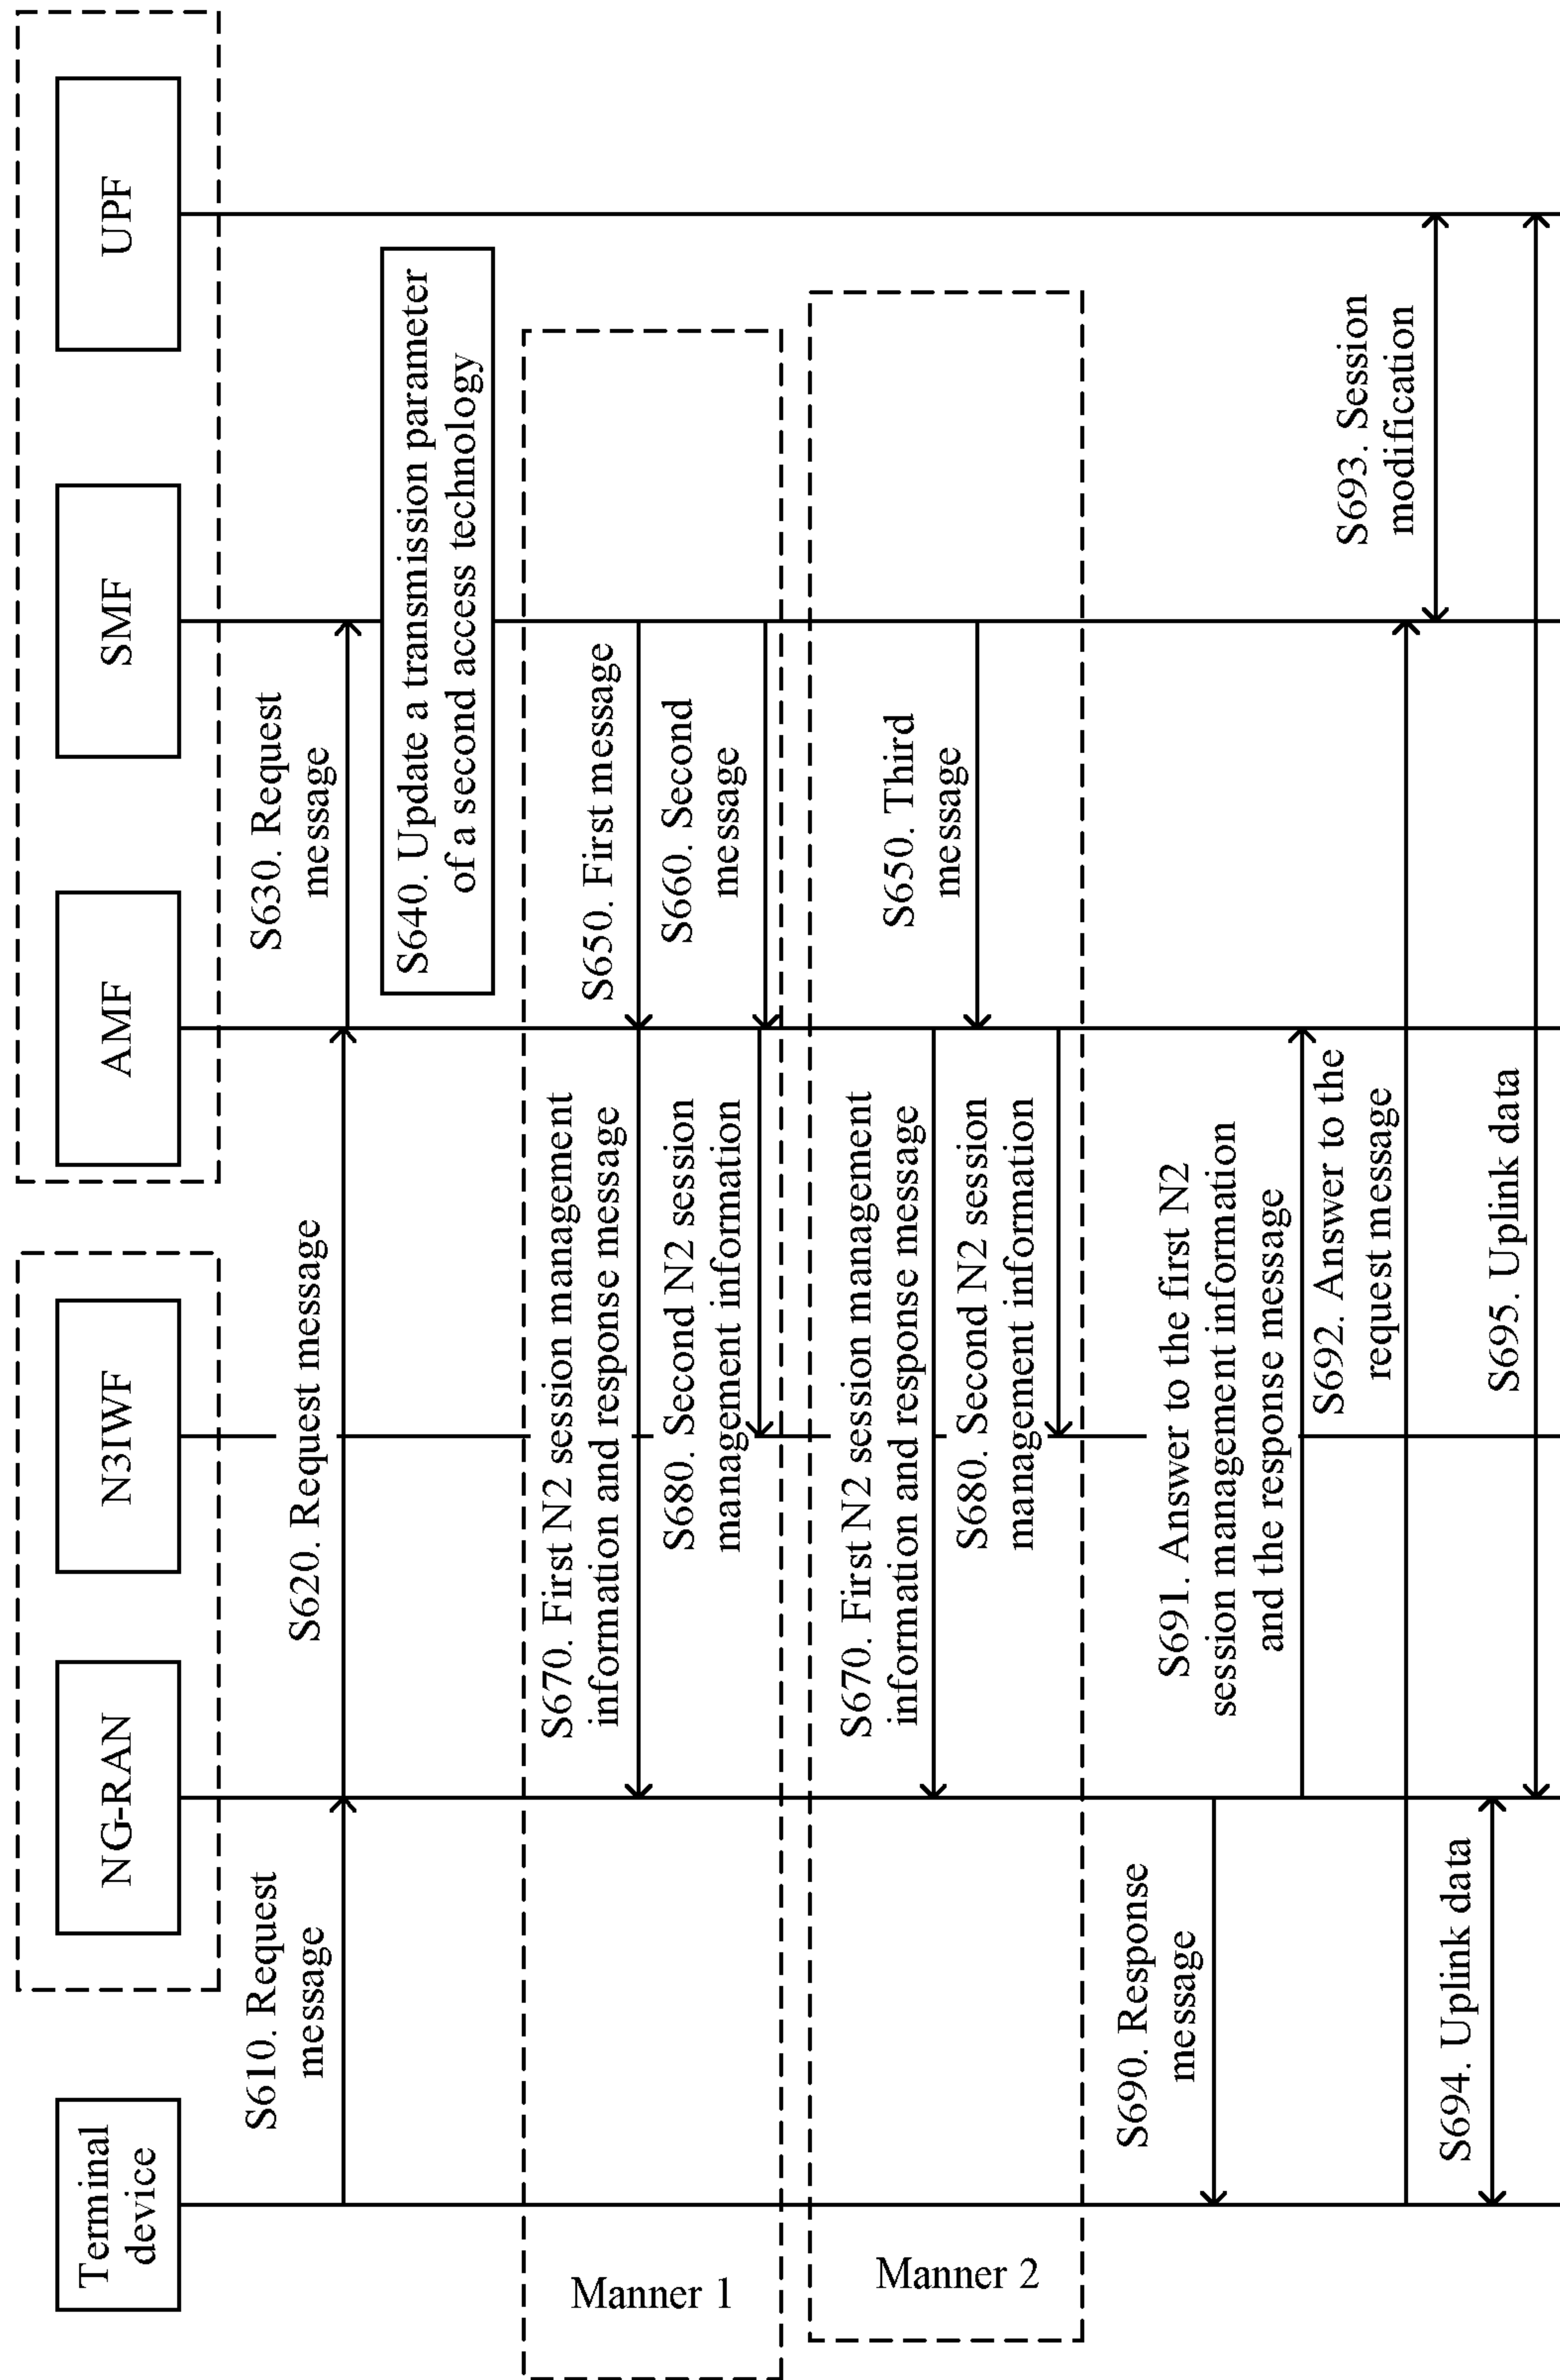 Terminal
device
NG-RAN
N3IWF
AMF
SMF
UPF
S610. Request
message
S620. Request message
S630. Request
message
S640. Update a transmission parameter
of a second access technology
Manner 1
S650. First message
S660. Second
message
S670. First N2 session management
information and response message
S680. Second N2 session
management information
Manner 2
S650. Third
message
S670. First N2 session management
information and response message
S680. Second N2 session
management information
S690. Response
message
S691. Answer to the first N2
session management information
and the response message
S692. Answer to the
request message
S693. Session
modification
S694. Uplink data
S695. Uplink data